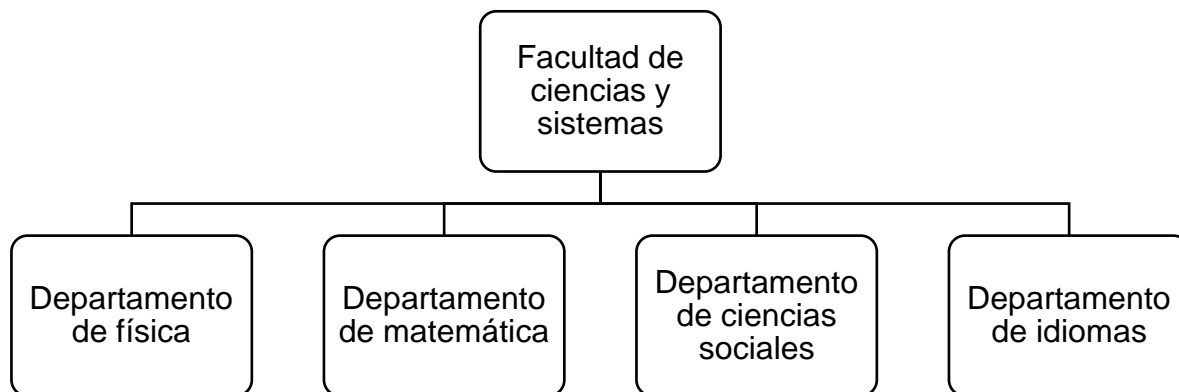 Facultad de
ciencias y
sistemas
Departamento
de física
Departamento
de matemática
Departamento
de ciencias
sociales
Departamento
de idiomas